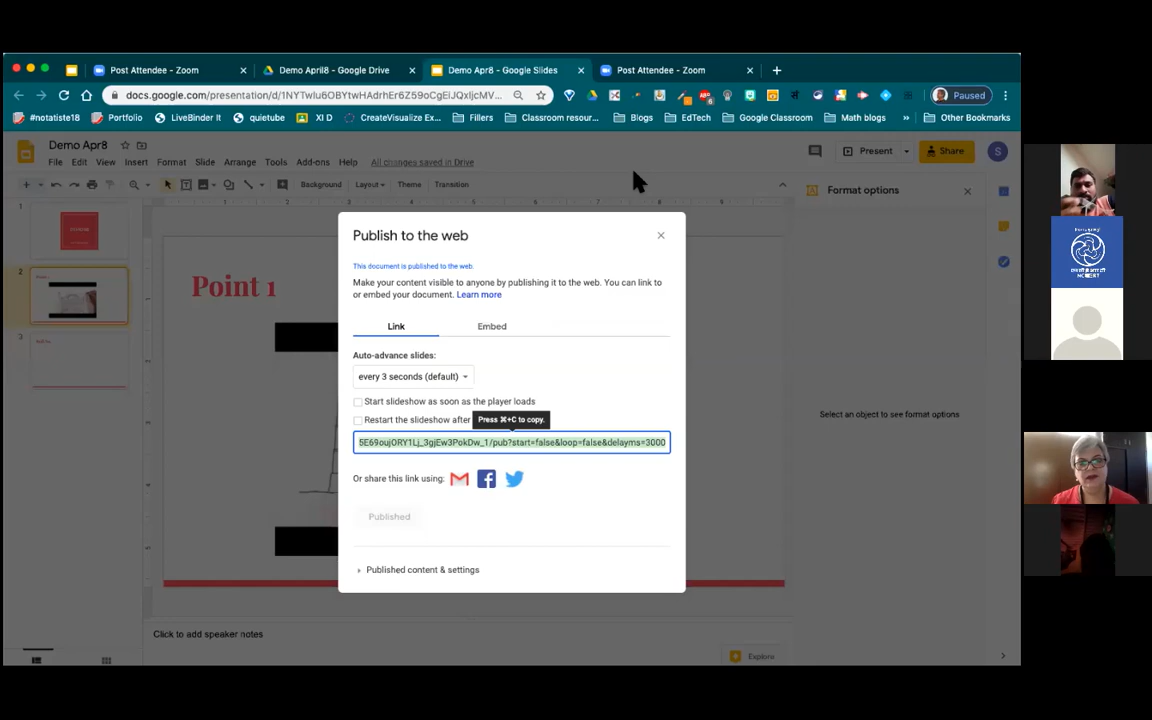 Post Attendee - Zoom
Demo April8 - Google Drive
Demo Apr8 - Google Slides
Post Attendee - Zoom
docs.google.com/presentation/d/1NYTwlu6OBYtwHAdrhEr6Z59oCgEiJQxljcMV...
Paused
#notatiste18
Portfolio
LiveBinder It
quietube
XI D
CreateVisualize Ex...
Fillers
Classroom resour...
Blogs
EdTech
Google Classroom
Math blogs
Other Bookmarks
Demo Apr8
File Edit View Insert Format Slide Arrange Tools Add-ons Help All changes saved in Drive
Present
Share
S
Background Layout Theme Transition
Format options
Publish to the web
This document is published to the web.
Make your content visible to anyone by publishing it to the web. You can link to
or embed your document. Learn more
Link Embed
Auto-advance slides:
every 3 seconds (default)
Start slideshow as soon as the player loads
Restart the slideshow after
Press ⌘+C to copy.
5E69oujORY1Lj_3gjEw3PokDw_1/pub?start=false&loop=false&delayms=3000
Or share this link using:
Published
Published content & settings
1
2
3
Point 1
Select an object to see format options
Click to add speaker notes
Explore